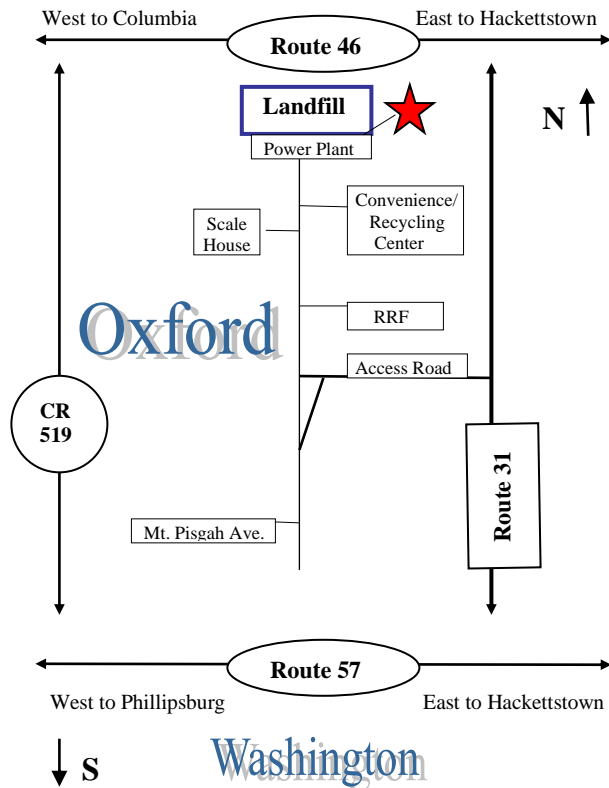 West to Columbia
East to Hackettstown
Route 46
Landfill
N
Power Plant
Convenience/
Recycling
Center
Scale
House
Oxford
RRF
Access Road
CR
519
Route 31
Mt. Pisgah Ave.
Route 57
West to Phillipsburg
East to Hackettstown
S
Washington